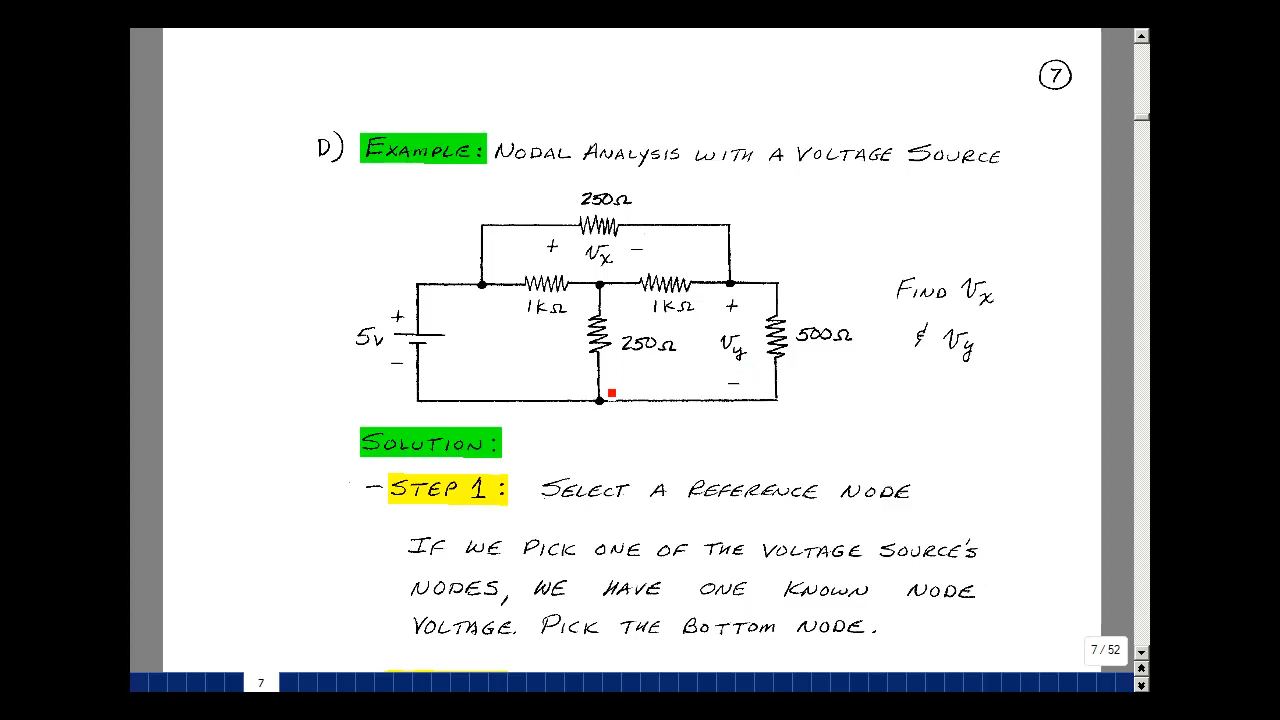 7
D) EXAMPLE: NODAL ANALYSIS WITH A VOLTAGE SOURCE
250Ω
+ Vx −
1KΩ 1KΩ
FIND Vx
& Vy
+
5V
−
250Ω
+
Vy
−
500Ω
SOLUTION:
– STEP 1: SELECT A REFERENCE NODE
IF WE PICK ONE OF THE VOLTAGE SOURCE'S
NODES, WE HAVE ONE KNOWN NODE
VOLTAGE. PICK THE BOTTOM NODE.
7 / 52
7